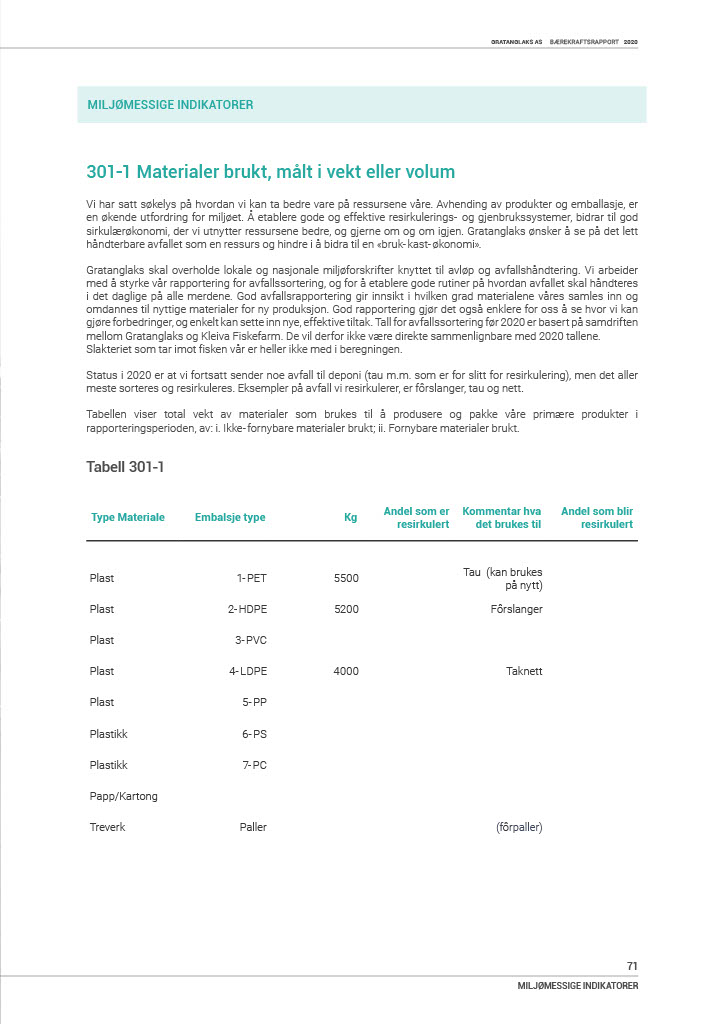 GRATANGLAKS AS BÆREKRAFTSRAPPORT 2020
MILJØMESSIGE INDIKATORER
301-1 Materialer brukt, målt i vekt eller volum
Vi har satt søkelys på hvordan vi kan ta bedre vare på ressursene våre. Avhending av produkter og emballasje, er
en økende utfordring for miljøet. Å etablere gode og effektive resirkulerings- og gjenbrukssystemer, bidrar til god
sirkulærøkonomi, der vi utnytter ressursene bedre, og gjerne om og om igjen. Gratanglaks ønsker å se på det lett
håndterbare avfallet som en ressurs og hindre i å bidra til en «bruk- kast- økonomi».
Gratanglaks skal overholde lokale og nasjonale miljøforskrifter knyttet til avløp og avfallshåndtering. Vi arbeider
med å styrke vår rapportering for avfallssortering, og for å etablere gode rutiner på hvordan avfallet skal håndteres
i det daglige på alle merdene. God avfallsrapportering gir innsikt i hvilken grad materialene våres samles inn og
omdannes til nyttige materialer for ny produksjon. God rapportering gjør det også enklere for oss å se hvor vi kan
gjøre forbedringer, og enkelt kan sette inn nye, effektive tiltak. Tall for avfallssortering før 2020 er basert på samdriften
mellom Gratanglaks og Kleiva Fiskefarm. De vil derfor ikke være direkte sammenlignbare med 2020 tallene.
Slakteriet som tar imot fisken vår er heller ikke med i beregningen.
Status i 2020 er at vi fortsatt sender noe avfall til deponi (tau m.m. som er for slitt for resirkulering), men det aller
meste sorteres og resirkuleres. Eksempler på avfall vi resirkulerer, er fôrslanger, tau og nett.
Tabellen viser total vekt av materialer som brukes til å produsere og pakke våre primære produkter i
rapporteringsperioden, av: i. Ikke- fornybare materialer brukt; ii. Fornybare materialer brukt.
Tabell 301-1
Type Materiale Embalsje type Kg Andel som er resirkulert Kommentar hva det brukes til Andel som blir resirkulert
Plast 1- PET 5500 Tau (kan brukes på nytt)
Plast 2- HDPE 5200 Fôrslanger
Plast 3- PVC
Plast 4- LDPE 4000 Taknett
Plast 5- PP
Plastikk 6- PS
Plastikk 7- PC
Papp/Kartong
Treverk Paller (fôrpaller)
71
MILJØMESSIGE INDIKATORER